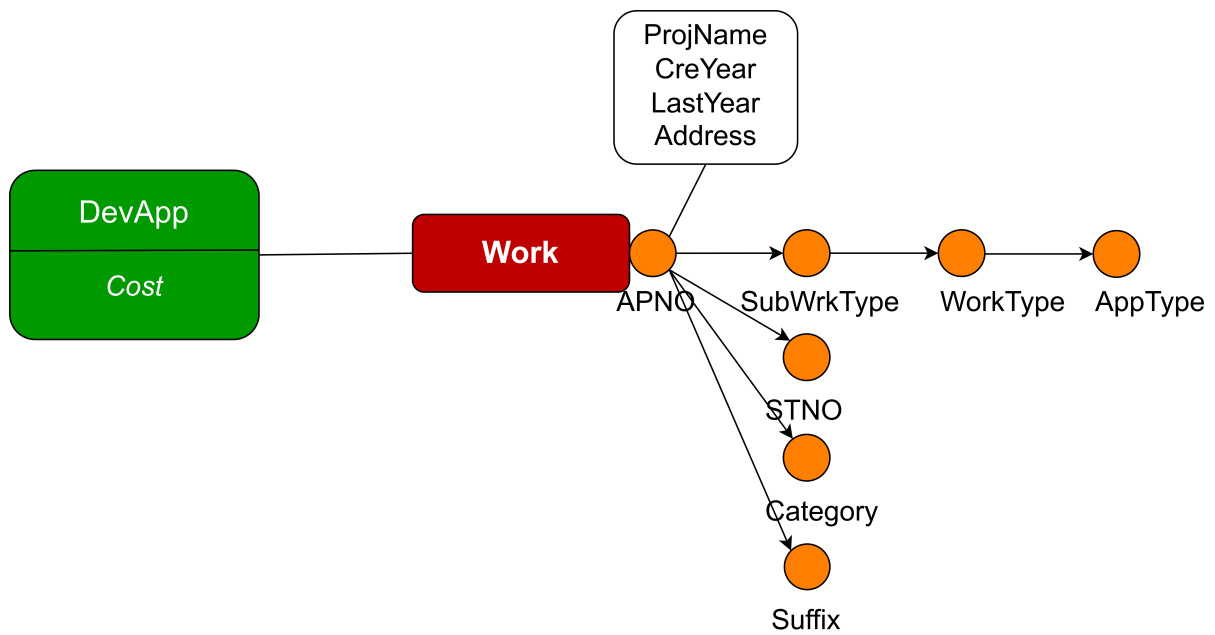 ProjName
CreYear
LastYear
Address
DevApp
Cost
Work
APNO
SubWrkType
WorkType
AppType
STNO
Category
Suffix